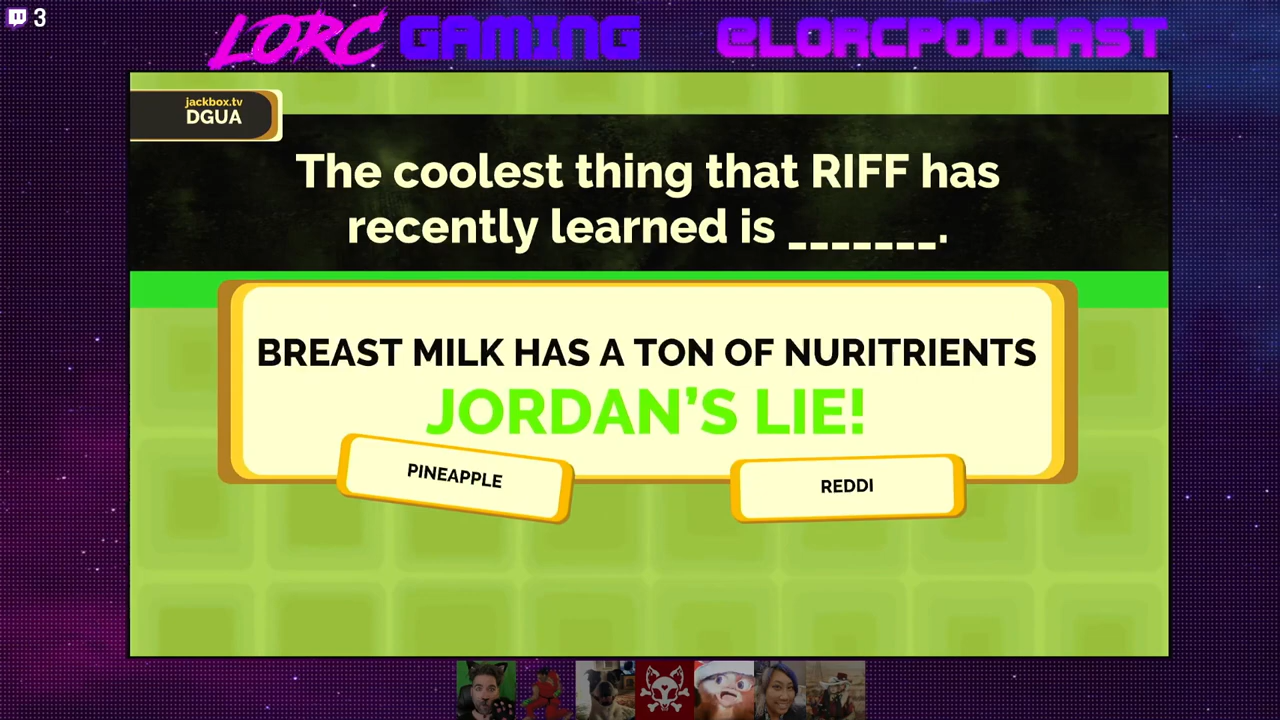 3
LORC GAMING
@LORCPODCAST
jackbox.tv
DGUA
The coolest thing that RIFF has
recently learned is _______.
BREAST MILK HAS A TON OF NURITRIENTS
JORDAN'S LIE!
PINEAPPLE
REDDI